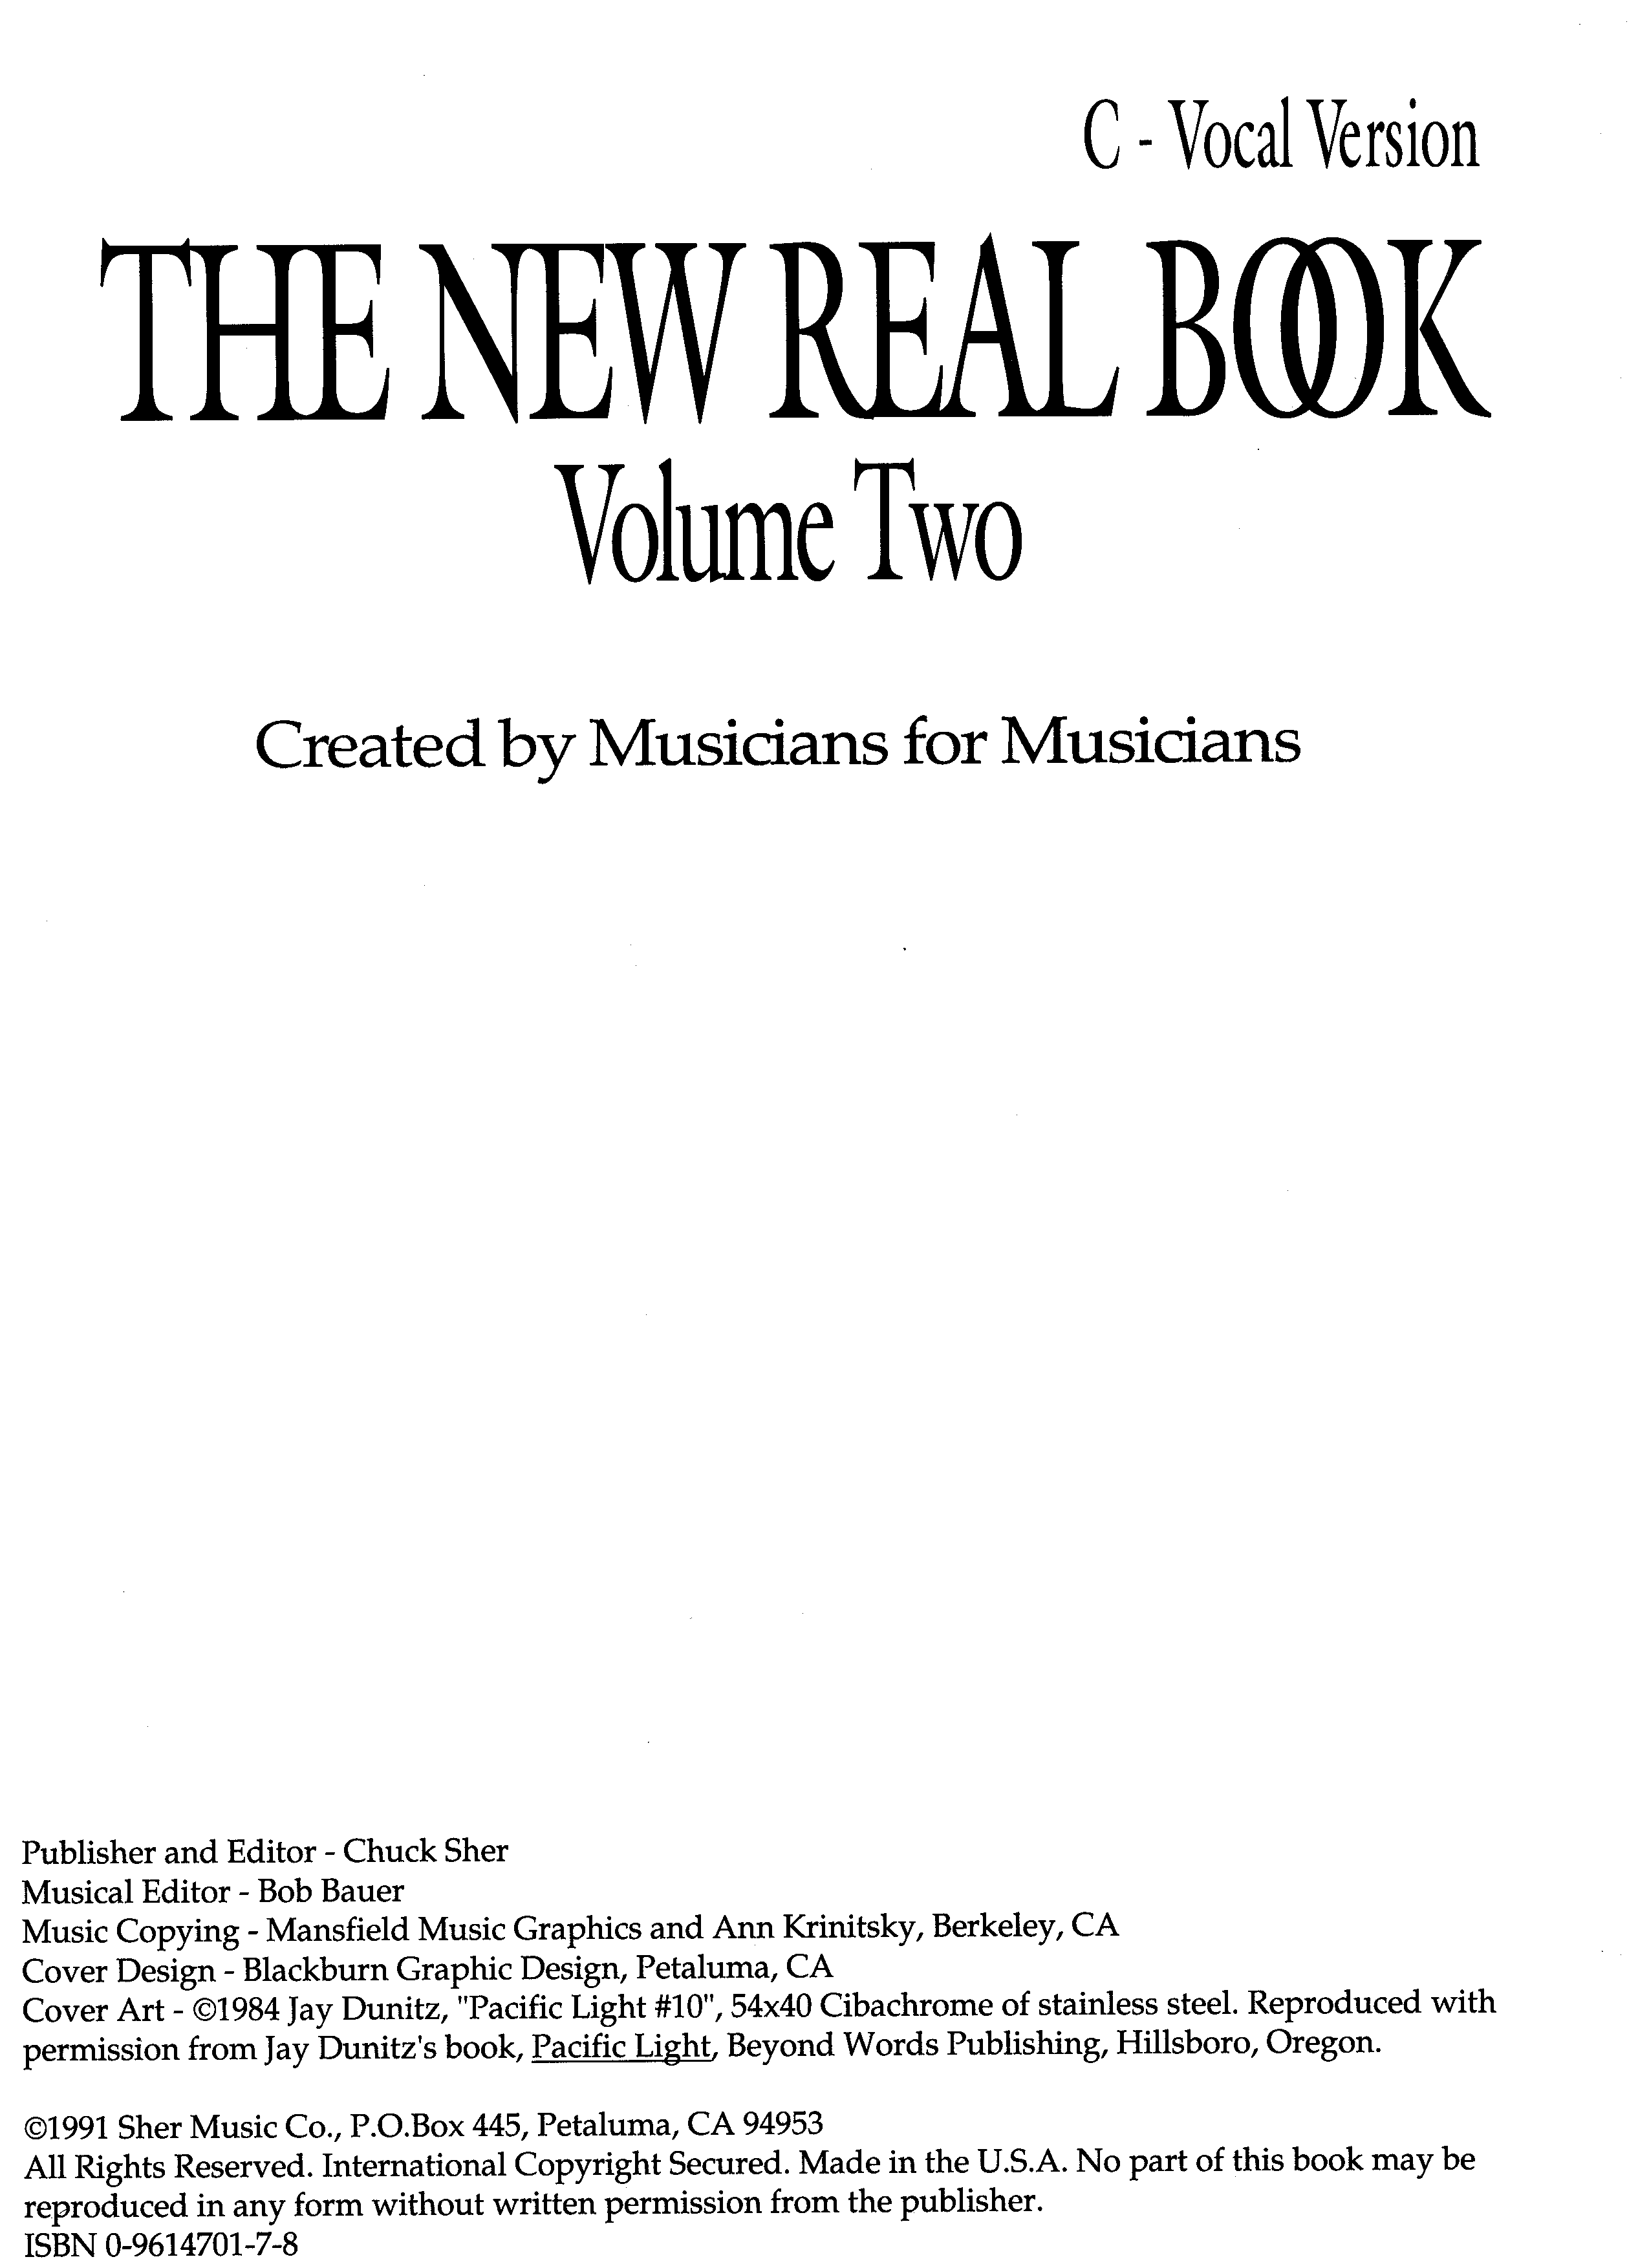 C - Vocal Version
THE NEW REAL BOOK
Volume Two
Created by Musicians for Musicians
Publisher and Editor - Chuck Sher
Musical Editor - Bob Bauer
Music Copying - Mansfield Music Graphics and Ann Krinitsky, Berkeley, CA
Cover Design - Blackburn Graphic Design, Petaluma, CA
Cover Art - ©1984 Jay Dunitz, "Pacific Light #10", 54x40 Cibachrome of stainless steel. Reproduced with
permission from Jay Dunitz's book, Pacific Light, Beyond Words Publishing, Hillsboro, Oregon.
©1991 Sher Music Co., P.O.Box 445, Petaluma, CA 94953
All Rights Reserved. International Copyright Secured. Made in the U.S.A. No part of this book may be
reproduced in any form without written permission from the publisher.
ISBN 0-9614701-7-8